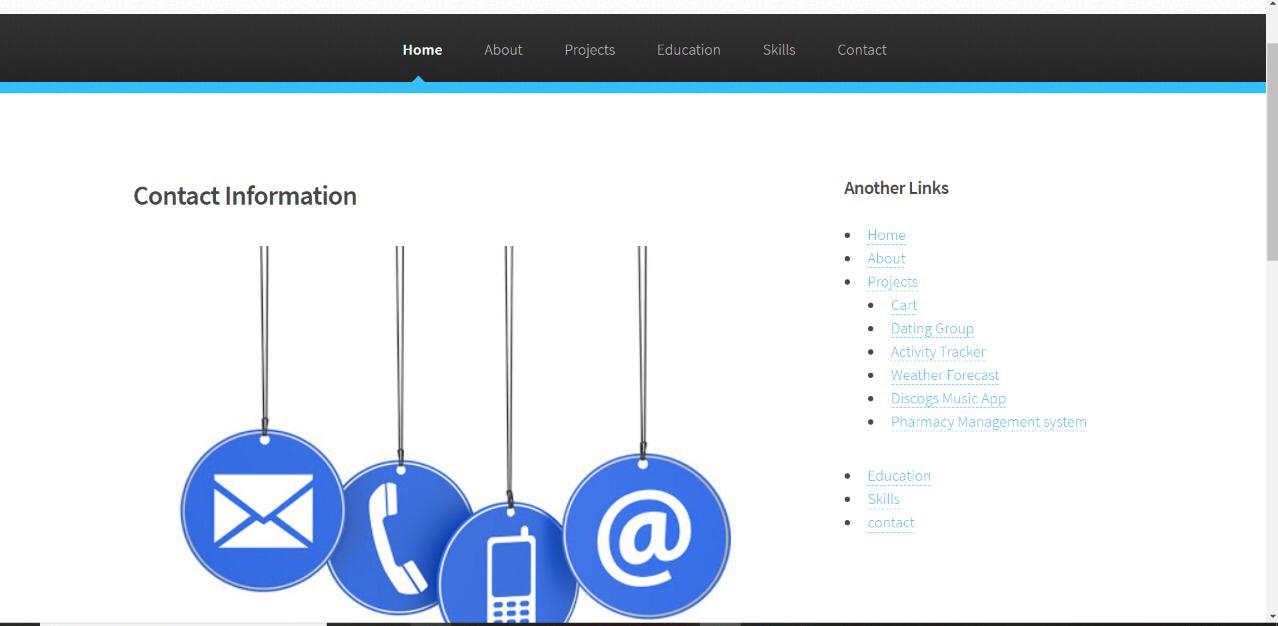 Home About Projects Education Skills Contact
Contact Information
Another Links
Home
About
Projects
Cart
Dating Group
Activity Tracker
Weather Forecast
Discogs Music App
Pharmacy Management system
Education
Skills
contact
@